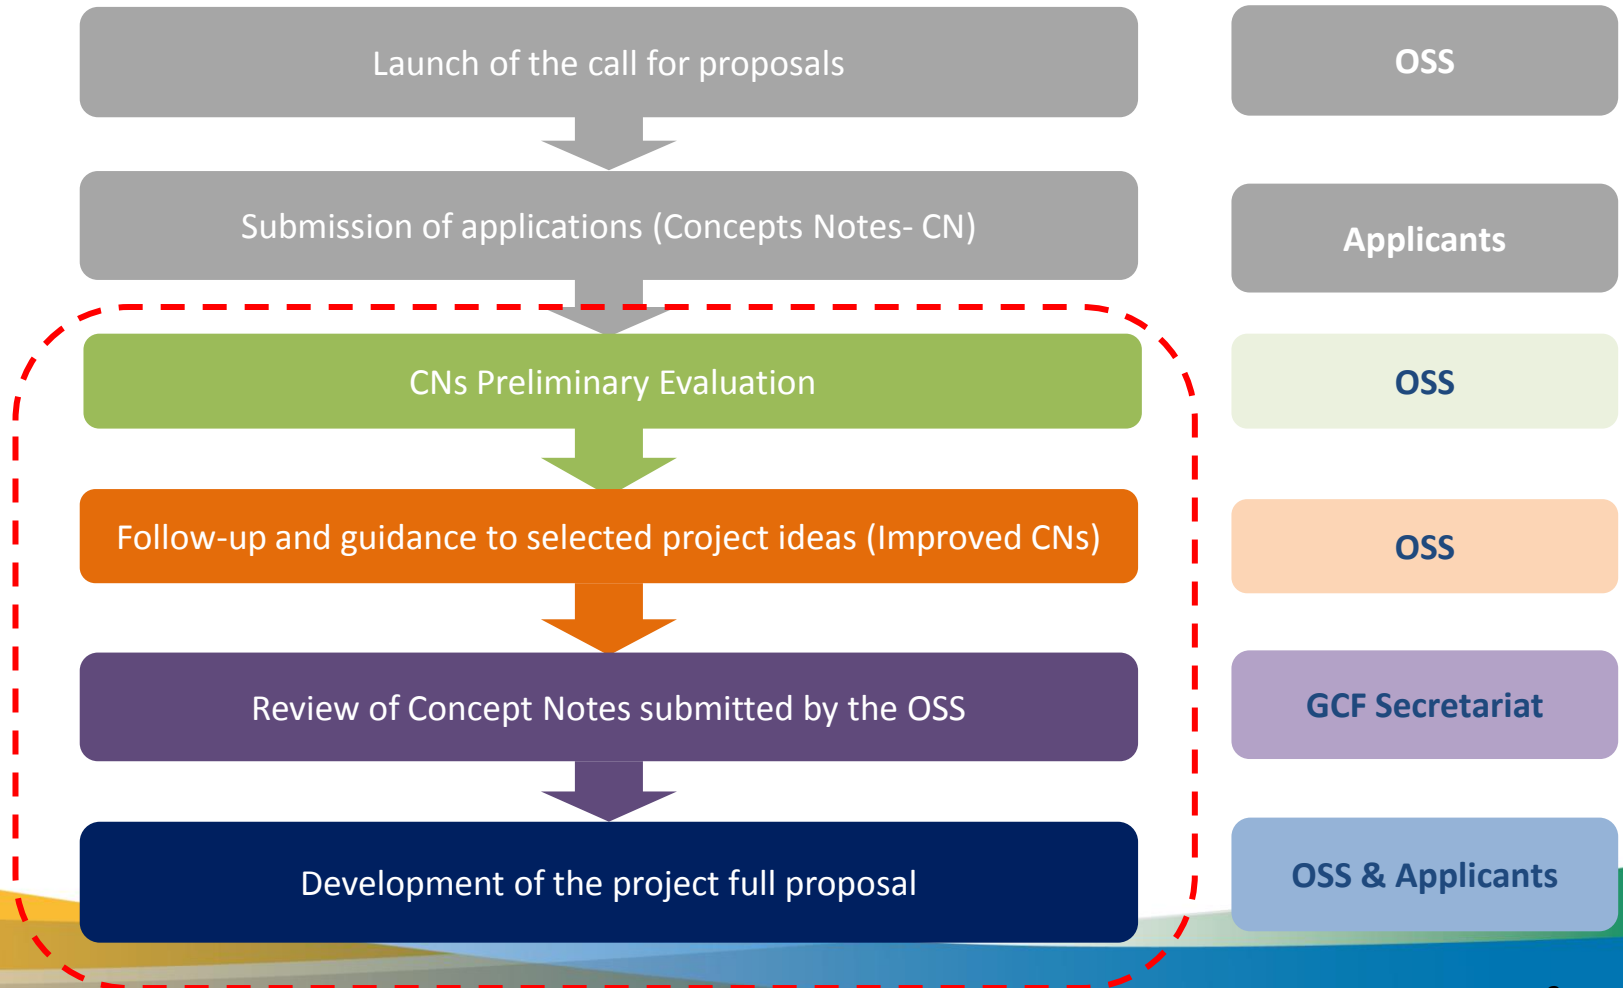 Launch of the call for proposals
OSS
Submission of applications (Concepts Notes- CN)
Applicants
CNs Preliminary Evaluation
OSS
Follow-up and guidance to selected project ideas (Improved CNs)
OSS
Review of Concept Notes submitted by the OSS
GCF Secretariat
Development of the project full proposal
OSS & Applicants